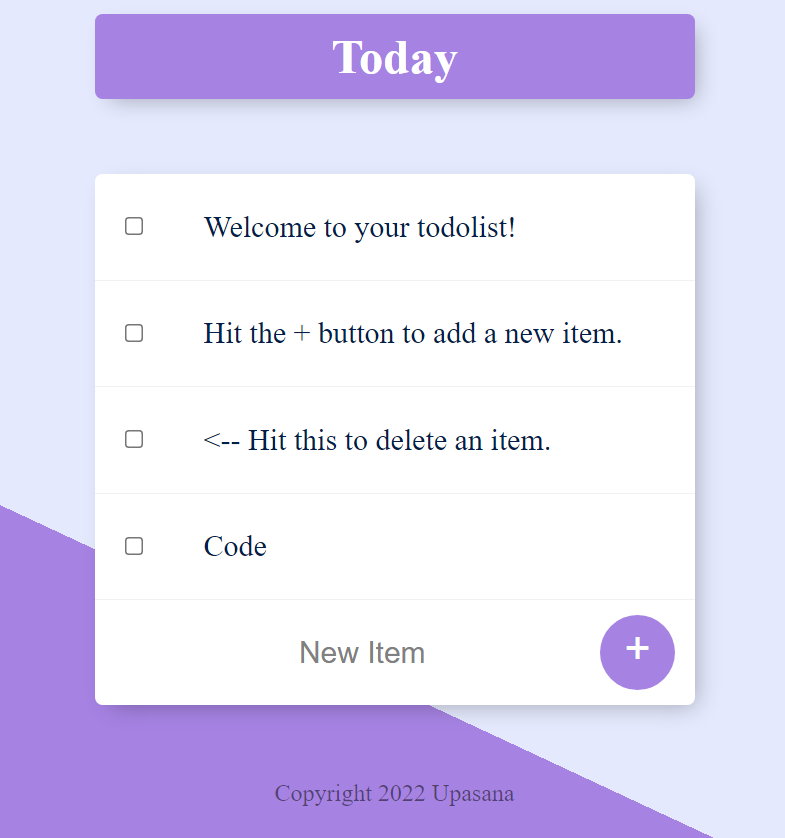 Today
Welcome to your todolist!
Hit the + button to add a new item.
<-- Hit this to delete an item.
Code
New Item
+
Copyright 2022 Upasana